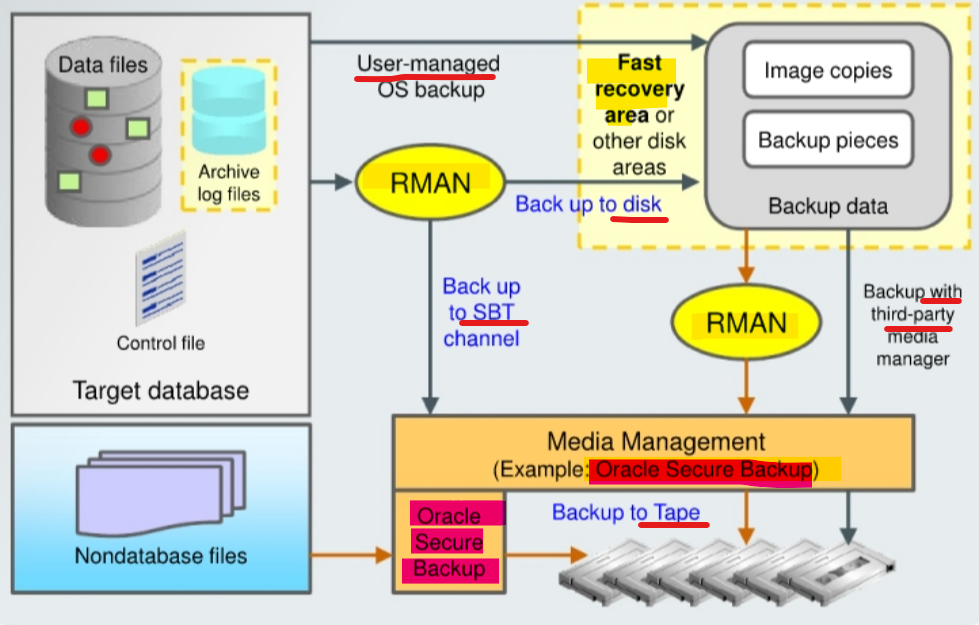 Data files
Archive
log files
Control file
Target database
User-managed
OS backup
RMAN
Back up to disk
Fast
recovery
area or
other disk
areas
Image copies
Backup pieces
Backup data
Back up
to SBT
channel
RMAN
Backup with
third-party
media
manager
Media Management
(Example: Oracle Secure Backup)
Nondatabase files
Oracle
Secure
Backup
Backup to Tape